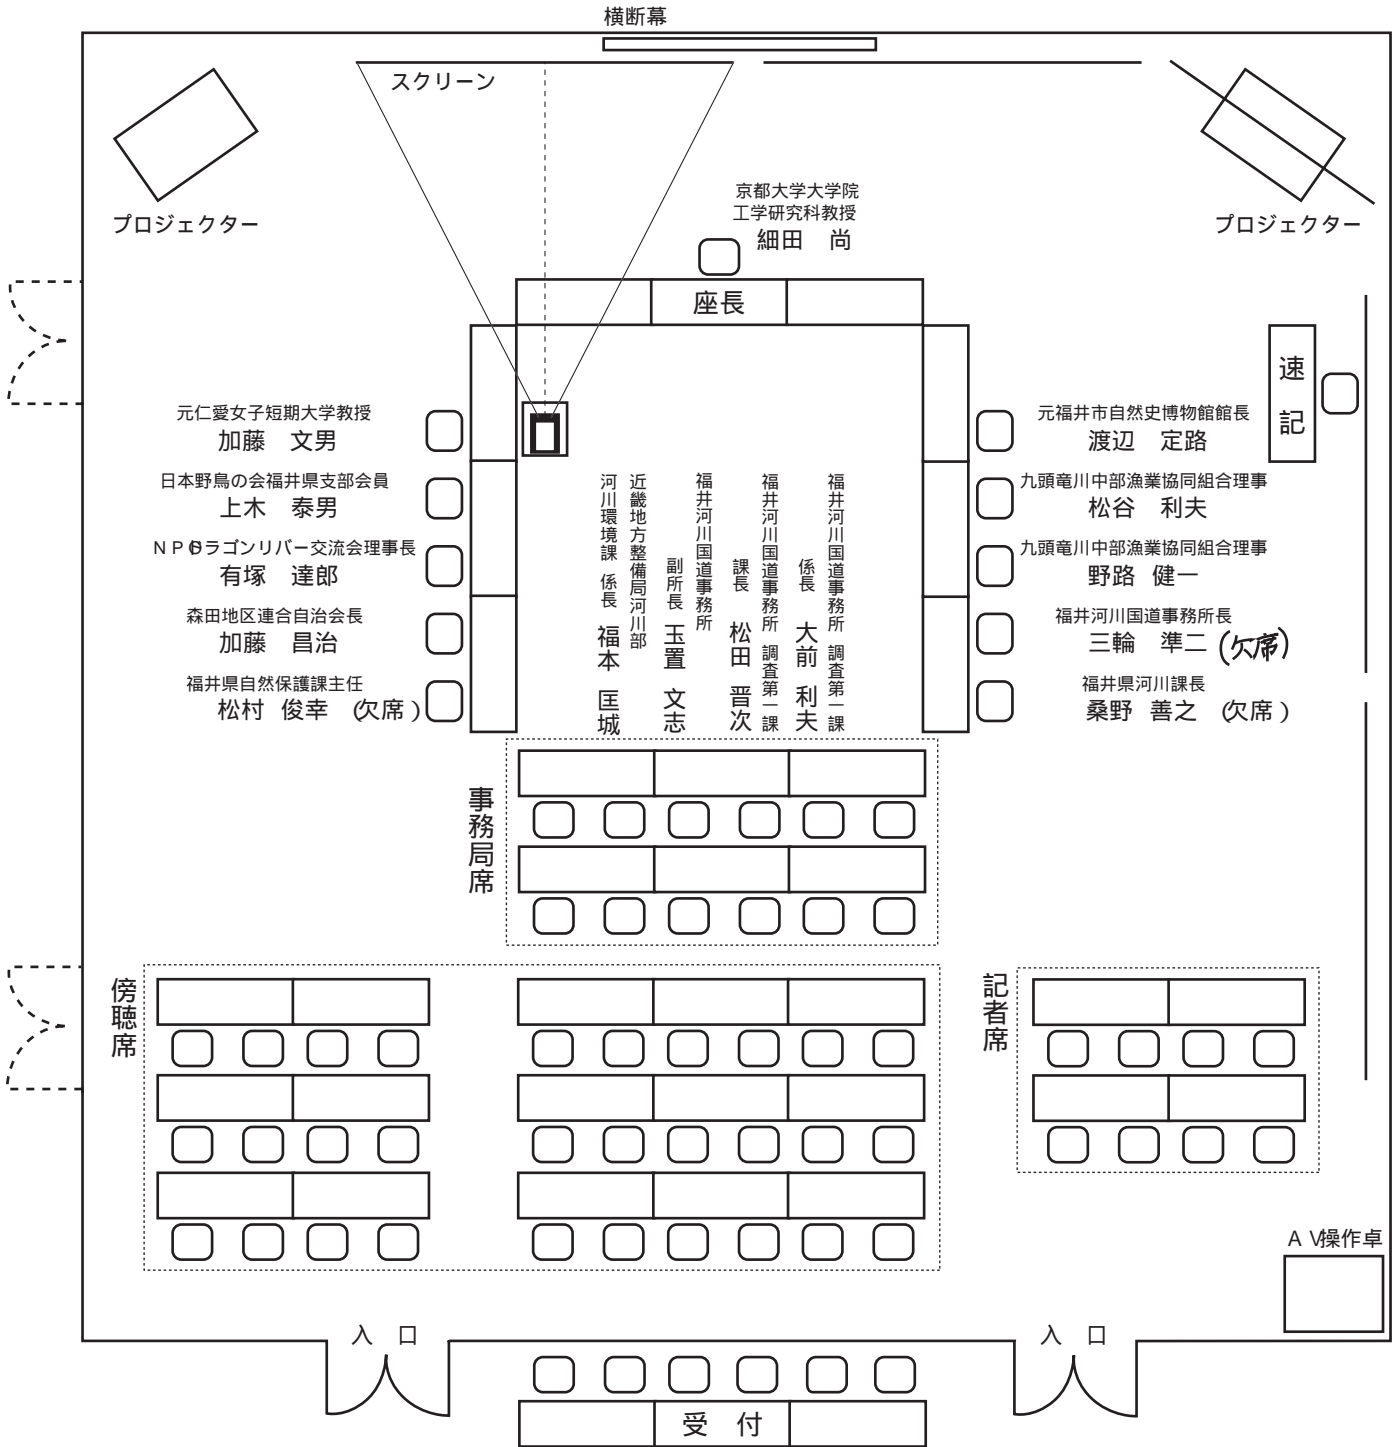 横断幕
スクリーン
プロジェクター
プロジェクター
京都大学大学院
工学研究科教授
細田　尚
座長
速記
元仁愛女子短期大学教授
加藤　文男
日本野鳥の会福井県支部会員
上木　泰男
ＮＰＯドラゴンリバー交流会理事長
有塚　達郎
森田地区連合自治会長
加藤　昌治
福井県自然保護課主任
松村　俊幸　(欠席)
元福井市自然史博物館館長
渡辺　定路
九頭竜川中部漁業協同組合理事
松谷　利夫
九頭竜川中部漁業協同組合理事
野路　健一
福井河川国道事務所長
三輪　準二 (欠席)
福井県河川課長
桑野　善之　(欠席)
福井河川国道事務所　調査第一課
係長　大前　利夫
福井河川国道事務所　調査第一課
課長　松田　晋次
福井河川国道事務所
副所長　玉置　文志
近畿地方整備局河川部
河川環境課　係長　福本　匡城
事務局席
傍聴席
記者席
ＡＶ操作卓
入　口
入　口
受　付